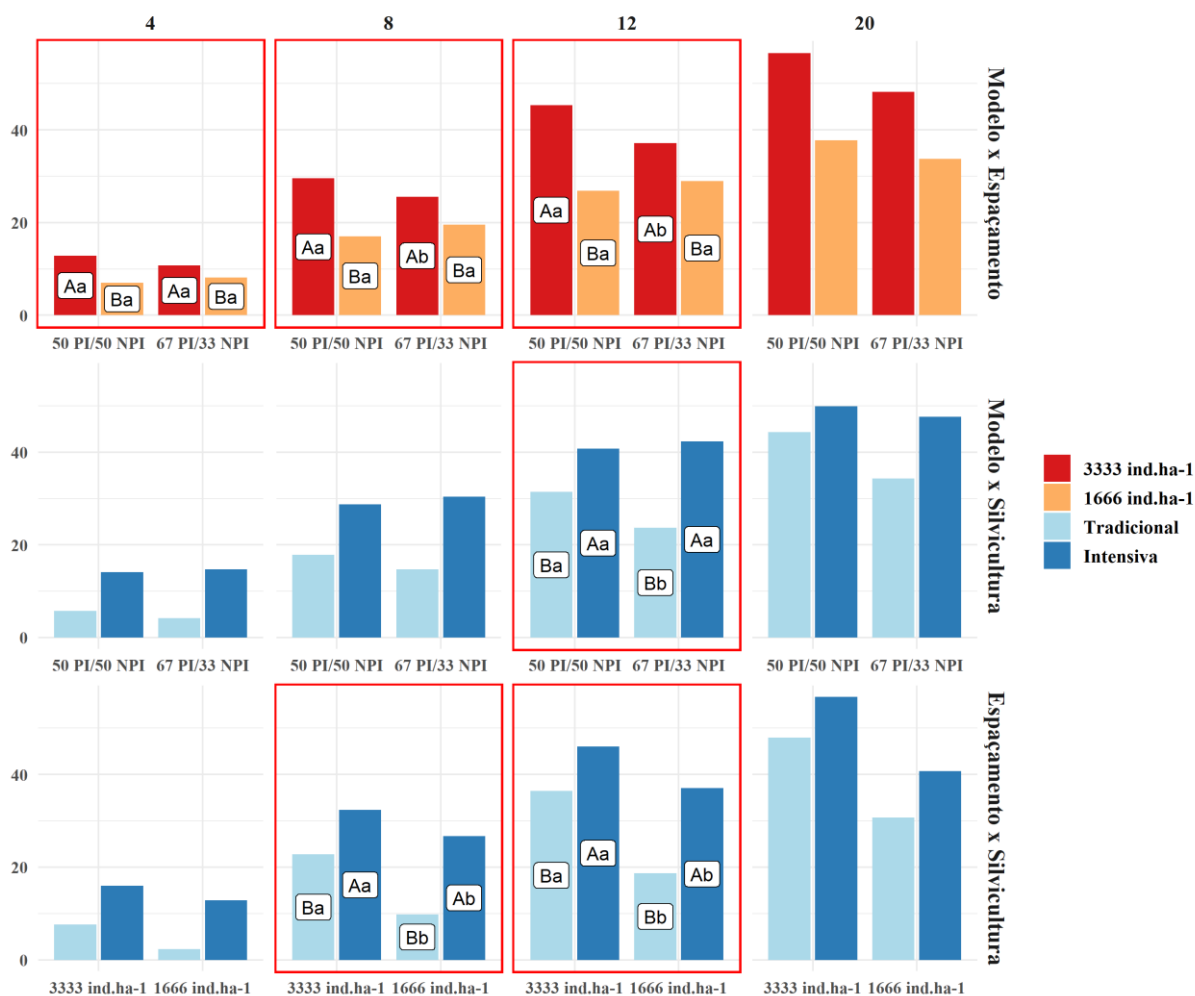 4 8 12 20
Modelo x Espaçamento
40
20
0
Aa Ba Aa Ba
Aa Ba Ab Ba
Aa Ba Ab Ba
50 PI/50 NPI 67 PI/33 NPI 50 PI/50 NPI 67 PI/33 NPI 50 PI/50 NPI 67 PI/33 NPI 50 PI/50 NPI 67 PI/33 NPI
Modelo x Silvicultura
40
20
0
Ba Aa Bb Aa
50 PI/50 NPI 67 PI/33 NPI 50 PI/50 NPI 67 PI/33 NPI 50 PI/50 NPI 67 PI/33 NPI 50 PI/50 NPI 67 PI/33 NPI
Espaçamento x Silvicultura
40
20
0
Ba Aa Bb Ab
Ba Aa Bb Ab
3333 ind.ha-1 1666 ind.ha-1 3333 ind.ha-1 1666 ind.ha-1 3333 ind.ha-1 1666 ind.ha-1 3333 ind.ha-1 1666 ind.ha-1
3333 ind.ha-1
1666 ind.ha-1
Tradicional
Intensiva